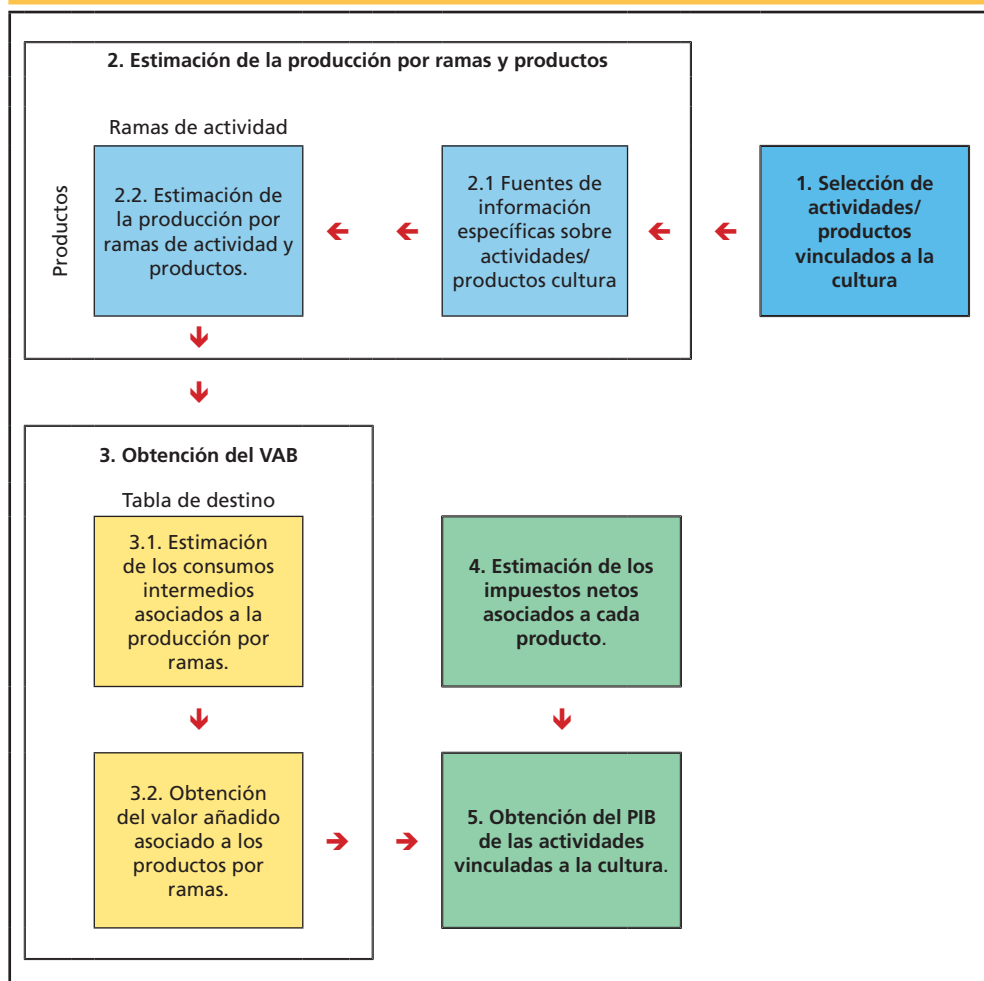 2. Estimación de la producción por ramas y productos
Ramas de actividad
Productos
2.2. Estimación de
la producción por
ramas de actividad y
productos.
2.1 Fuentes de
información
específicas sobre
actividades/
productos cultura
1. Selección de
actividades/
productos
vinculados a la
cultura
3. Obtención del VAB
Tabla de destino
3.1. Estimación
de los consumos
intermedios
asociados a la
producción por
ramas.
4. Estimación de los
impuestos netos
asociados a cada
producto.
3.2. Obtención
del valor añadido
asociado a los
productos por
ramas.
5. Obtención del PIB
de las actividades
vinculadas a la cultura.